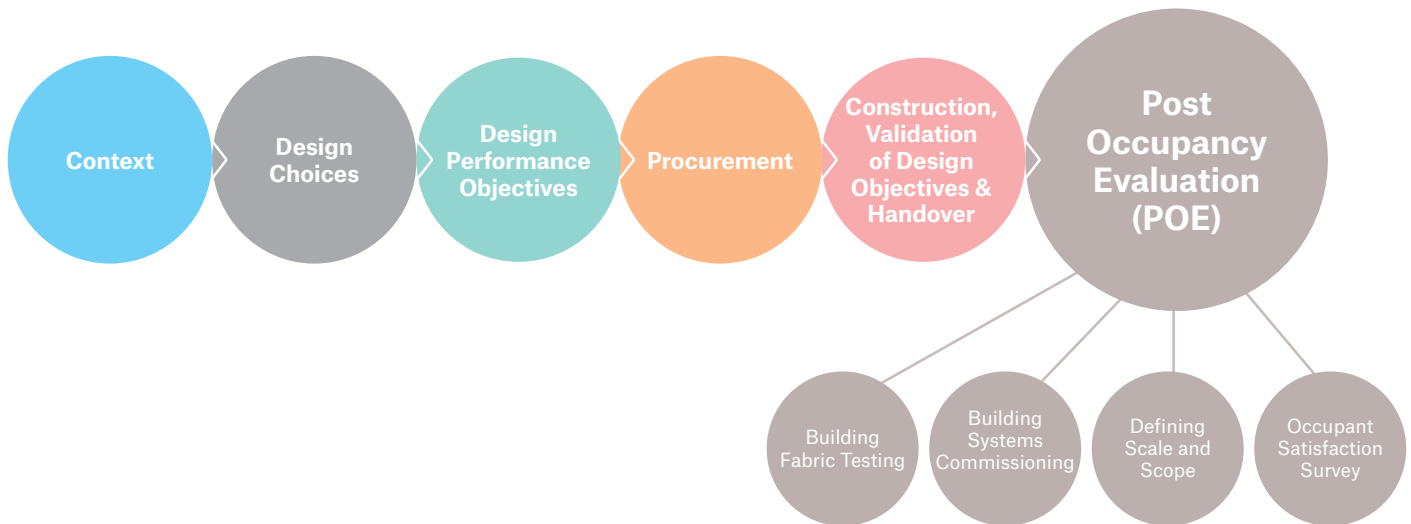 Context
Design
Choices
Design
Performance
Objectives
Procurement
Construction,
Validation
of Design
Objectives &
Handover
Post
Occupancy
Evaluation
(POE)
Building
Fabric Testing
Building
Systems
Commissioning
Defining
Scale and
Scope
Occupant
Satisfaction
Survey